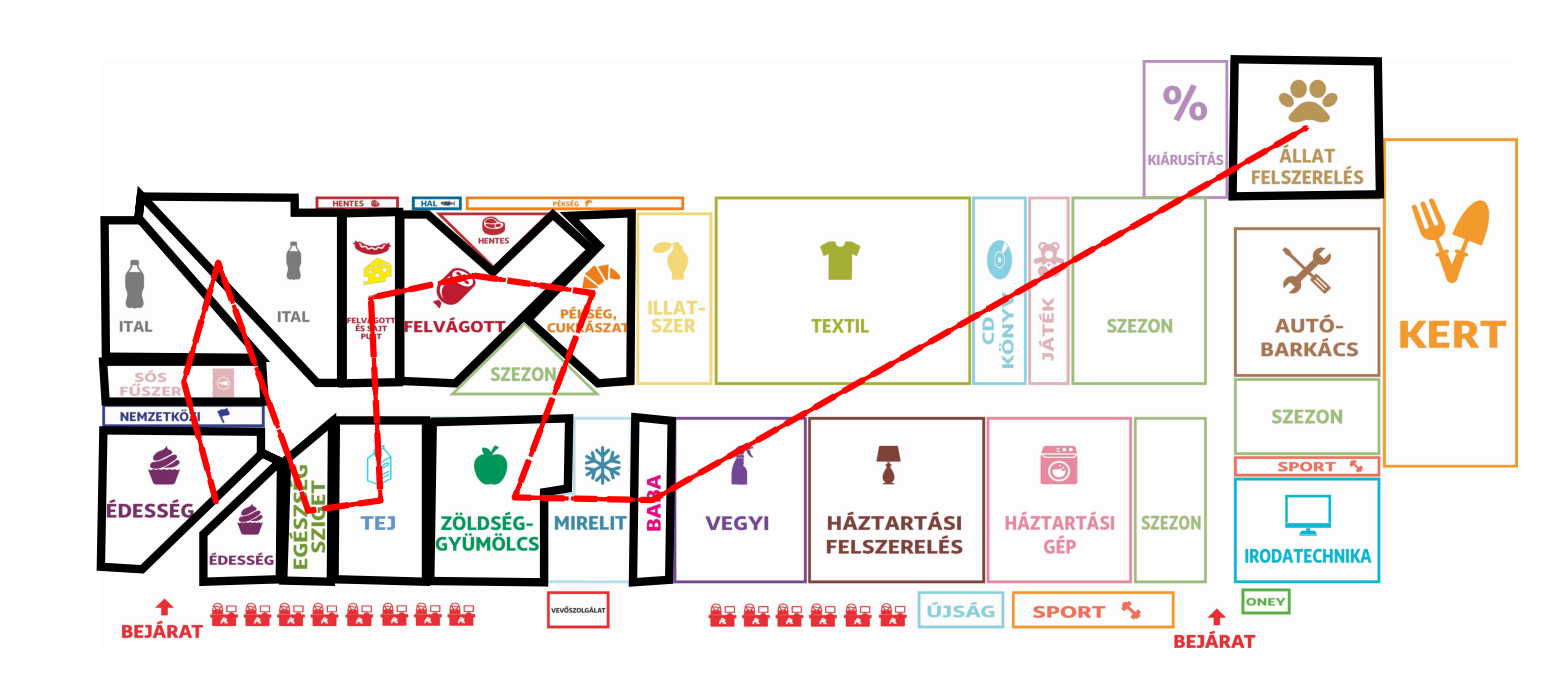 %
KIÁRUSÍTÁS
ÁLLAT
FELSZERELÉS
HENTES
HAL
PÉKSÉG
ITAL
ITAL
FELVÁGOTT
ÉS SAJT
PULT
HENTES
FELVÁGOTT
PÉKSÉG,
CUKRÁSZAT
SZEZON
ILLAT-
SZER
TEXTIL
CD
KÖNYV
JÁTÉK
SZEZON
AUTÓ-
BARKÁCS
KERT
SÓS
FŰSZER
NEMZETKÖZI
SZEZON
SPORT
ÉDESSÉG
ÉDESSÉG
EGÉSZSÉG
SZIGET
TEJ
ZÖLDSÉG-
GYÜMÖLCS
MIRELIT
BABA
VEGYI
HÁZTARTÁSI
FELSZERELÉS
HÁZTARTÁSI
GÉP
SZEZON
IRODATECHNIKA
BEJÁRAT
VEVŐSZOLGÁLAT
ÚJSÁG
SPORT
ONEY
BEJÁRAT